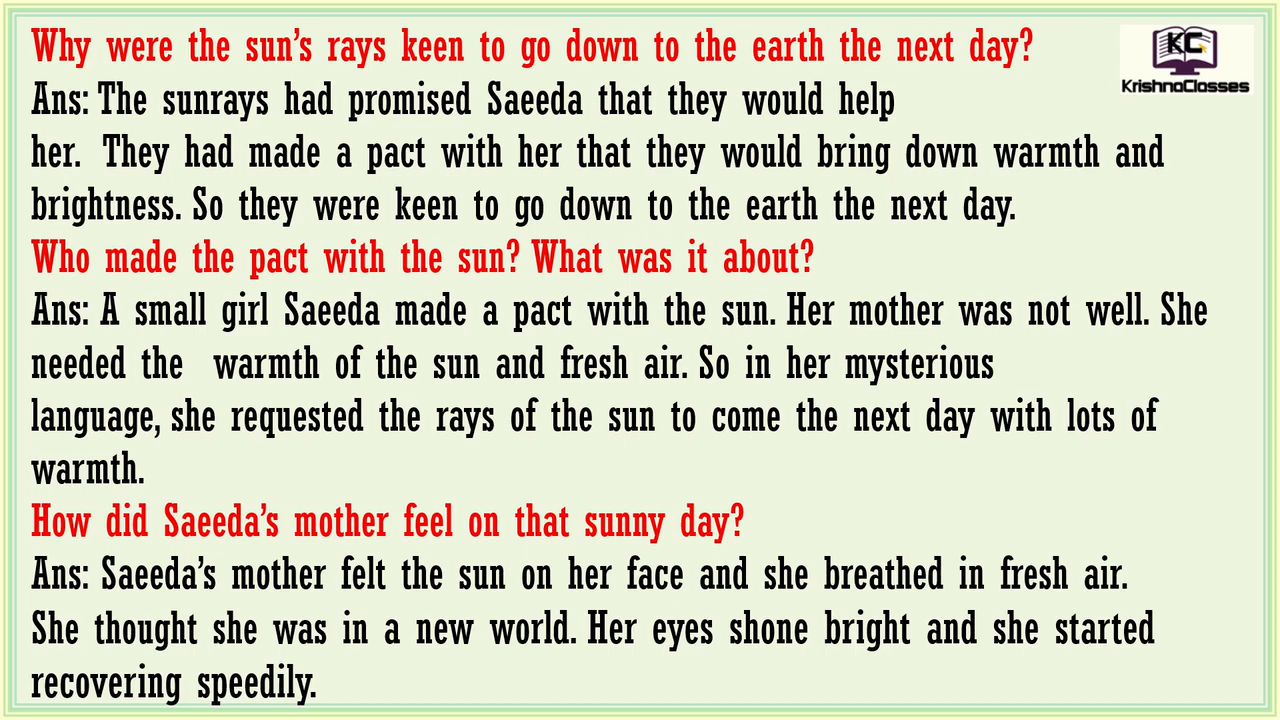 Why were the sun's rays keen to go down to the earth the next day?
KC
KrishnaClasses
Ans: The sunrays had promised Saeeda that they would help
her. They had made a pact with her that they would bring down warmth and
brightness. So they were keen to go down to the earth the next day.
Who made the pact with the sun? What was it about?
Ans: A small girl Saeeda made a pact with the sun. Her mother was not well. She
needed the warmth of the sun and fresh air. So in her mysterious
language, she requested the rays of the sun to come the next day with lots of
warmth.
How did Saeeda's mother feel on that sunny day?
Ans: Saeeda's mother felt the sun on her face and she breathed in fresh air.
She thought she was in a new world. Her eyes shone bright and she started
recovering speedily.